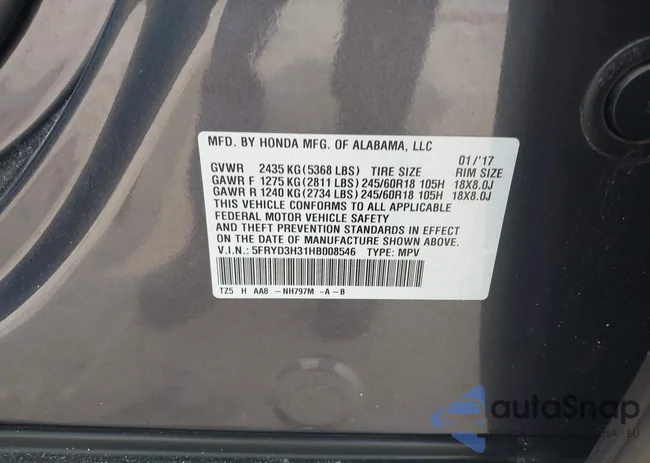 MFD. BY HONDA MFG. OF ALABAMA, LLC
01/'17
GVWR 2435 KG(5368 LBS) TIRE SIZE RIM SIZE
GAWR F 1275 KG(2811 LBS)245/60R18 105H 18X8.0J
GAWR R 1240 KG(2734 LBS)245/60R18 105H 18X8.0J
THIS VEHICLE CONFORMS TO ALL APPLICABLE
FEDERAL MOTOR VEHICLE SAFETY
AND THEFT PREVENTION STANDARDS IN EFFECT
ON THE DATE OF MANUFACTURE SHOWN ABOVE.
V.I.N.: 5FRYD3H31HB008546 TYPE: MPV
TZ5 H AA8 - NH797M -A-B
autoSnap